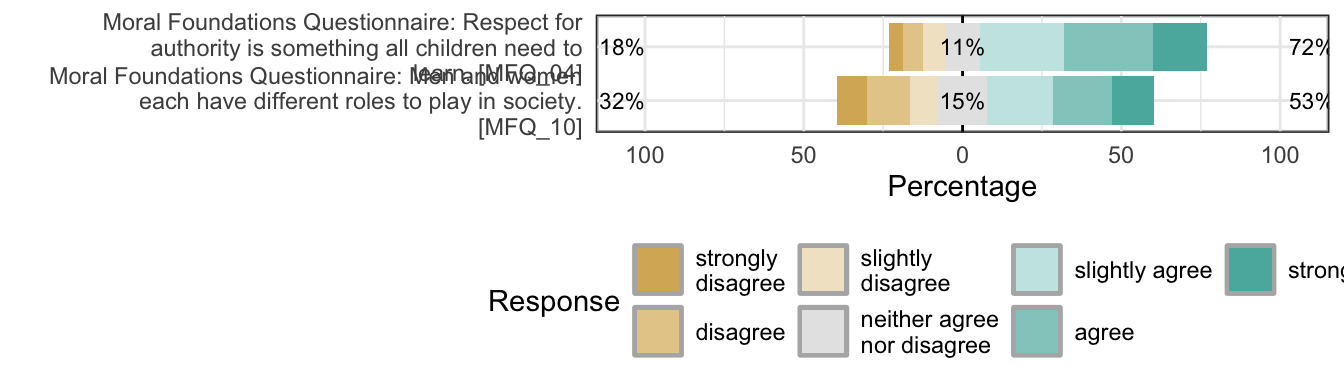 Moral Foundations Questionnaire: Respect for
authority is something all children need to
learn. [MFQ_04]
Moral Foundations Questionnaire: Men and women
each have different roles to play in society.
[MFQ_10]
18% 11% 72%
32% 15% 53%
100 50 0 50 100
Percentage
Response
strongly
disagree
disagree
slightly
disagree
neither agree
nor disagree
slightly agree
agree